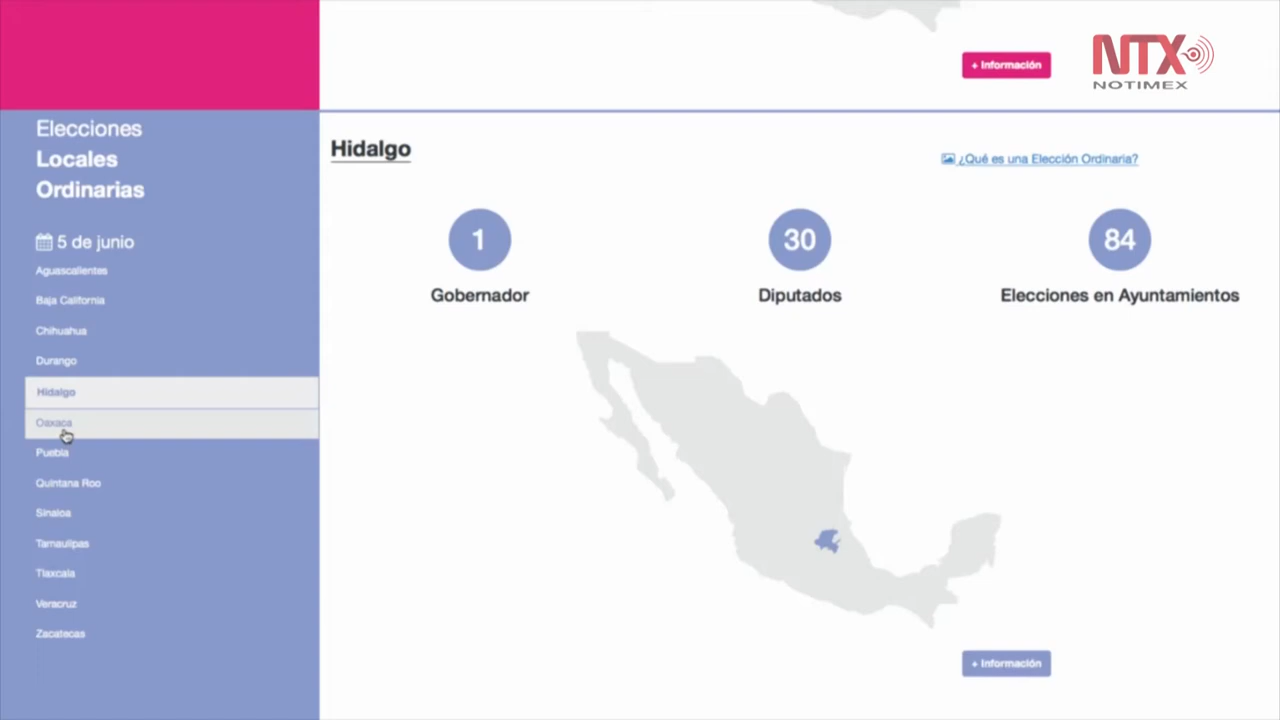 + Información
NTX
NOTIMEX
Elecciones
Locales
Ordinarias
5 de junio
Aguascalientes
Baja California
Chihuahua
Durango
Hidalgo
Oaxaca
Puebla
Quintana Roo
Sinaloa
Tamaulipas
Tlaxcala
Veracruz
Zacatecas
Hidalgo
¿Qué es una Elección Ordinaria?
1
Gobernador
30
Diputados
84
Elecciones en Ayuntamientos
+ Información